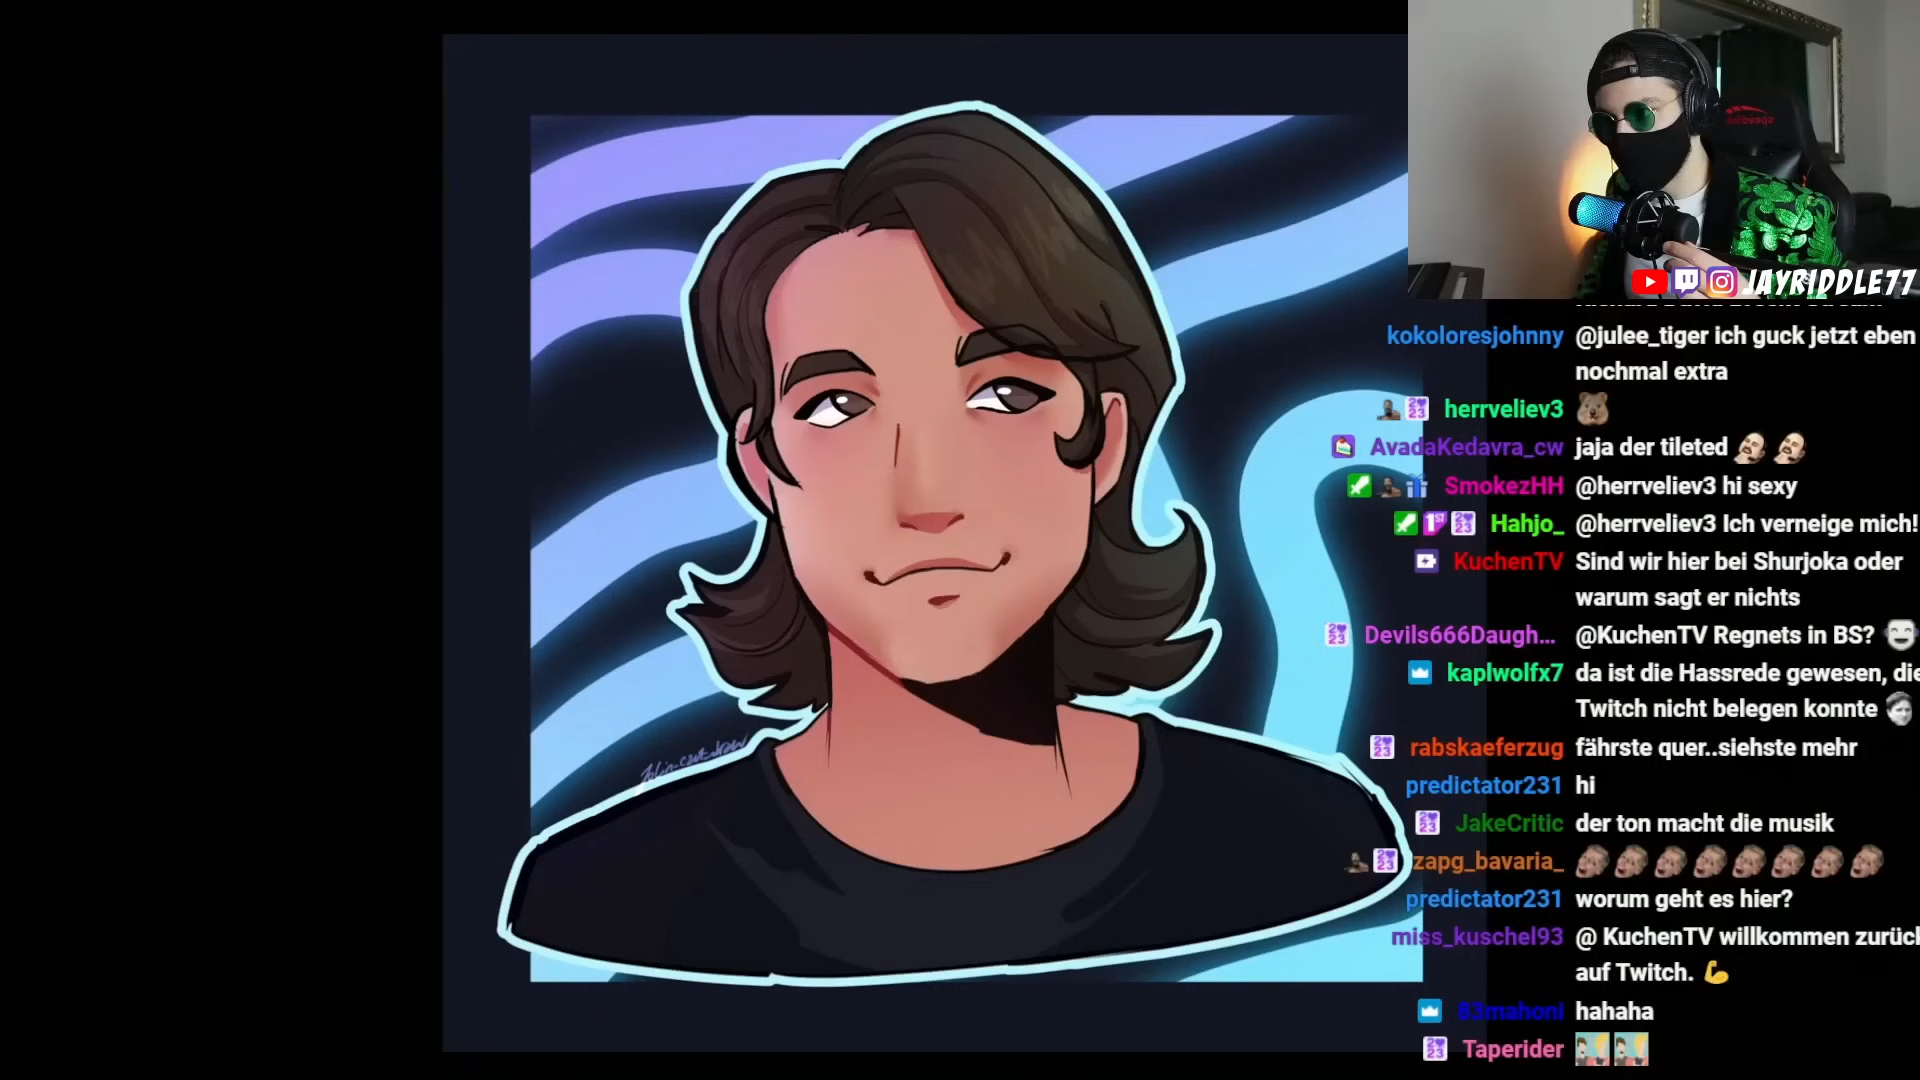 JAYRIDDLE77
kokoloresjohnny @julee_tiger ich guck jetzt eben
nochmal extra
herrveliev3
AvadaKedavra_cw jaja der tileted
SmokezHH @herrveliev3 hi sexy
Hahjo_ @herrveliev3 Ich verneige mich!
KuchenTV Sind wir hier bei Shurjoka oder
warum sagt er nichts
Devils666Daugh... @KuchenTV Regnets in BS?
kaplwolfx7 da ist die Hassrede gewesen, die
Twitch nicht belegen konnte
rabskaeferzug fährste quer..siehste mehr
predictator231 hi
JakeCritic der ton macht die musik
zapg_bavaria_
predictator231 worum geht es hier?
miss_kuschel93 @ KuchenTV willkommen zurück
auf Twitch.
83mahoni hahaha
Taperider